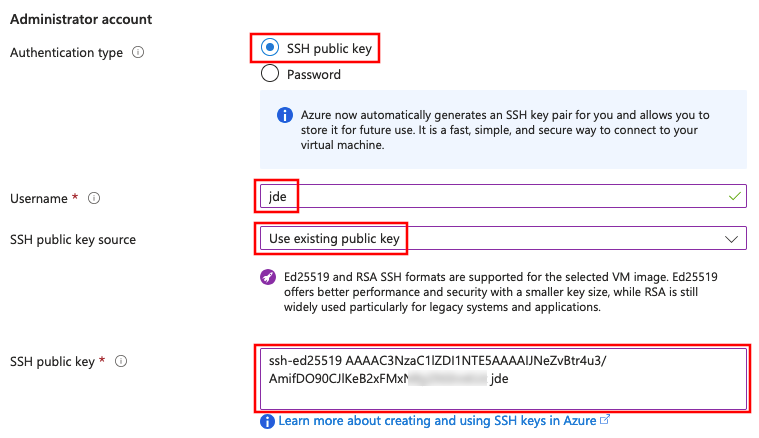 Administrator account
Authentication type
SSH public key
Password
Azure now automatically generates an SSH key pair for you and allows you to
store it for future use. It is a fast, simple, and secure way to connect to your
virtual machine.
Username *
jde
SSH public key source
Use existing public key
Ed25519 and RSA SSH formats are supported for the selected VM image. Ed25519
offers better performance and security with a smaller key size, while RSA is still
widely used particularly for legacy systems and applications.
SSH public key *
ssh-ed25519 AAAAC3NzaC1lZDI1NTE5AAAAIJNeZvBtr4u3/
AmifDO90CJlKeB2xFMxN jde
Learn more about creating and using SSH keys in Azure